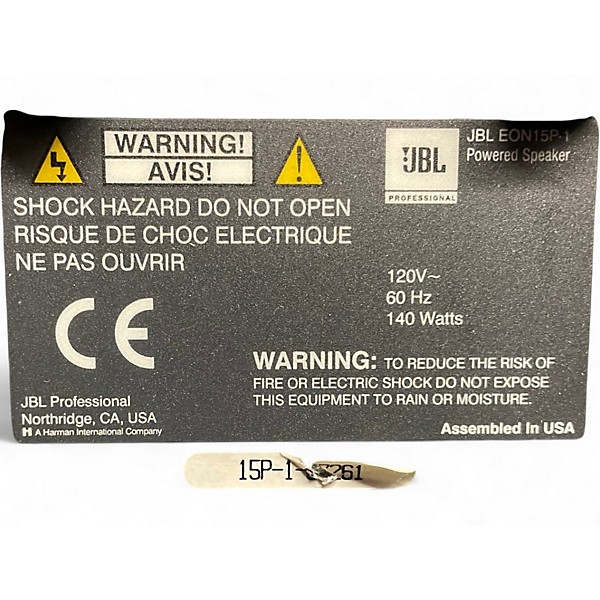 WARNING!
AVIS!
SHOCK HAZARD DO NOT OPEN
RISQUE DE CHOC ELECTRIQUE
NE PAS OUVRIR
JBL
PROFESSIONAL
JBL EON15P-1
Powered Speaker
120V~
60 Hz
140 Watts
CE
WARNING: TO REDUCE THE RISK OF
FIRE OR ELECTRIC SHOCK DO NOT EXPOSE
THIS EQUIPMENT TO RAIN OR MOISTURE.
JBL Professional
Northridge, CA, USA
A Harman International Company
Assembled In USA